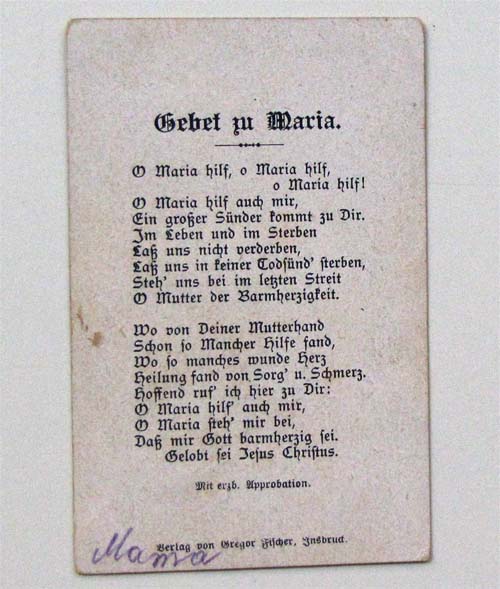 Gebet zu Maria.
O Maria hilf, o Maria hilf,
o Maria hilf!
O Maria hilf auch mir,
Ein großer Sünder kommt zu Dir.
Im Leben und im Sterben
Laß uns nicht verderben,
Laß uns in keiner Todsünd' sterben,
Steh' uns bei im letzten Streit
O Mutter der Barmherzigkeit.
Wo von Deiner Mutterhand
Schon so Mancher Hilfe fand,
Wo so manches wunde Herz
Heilung fand von Sorg' u. Schmerz.
Hoffend ruf' ich hier zu Dir:
O Maria hilf' auch mir,
O Maria steh' mir bei,
Daß mir Gott barmherzig sei.
Gelobt sei Jesus Christus.
Mit erzb. Approbation.
Verlag von Gregor Fischer, Innsbruck.
Mama